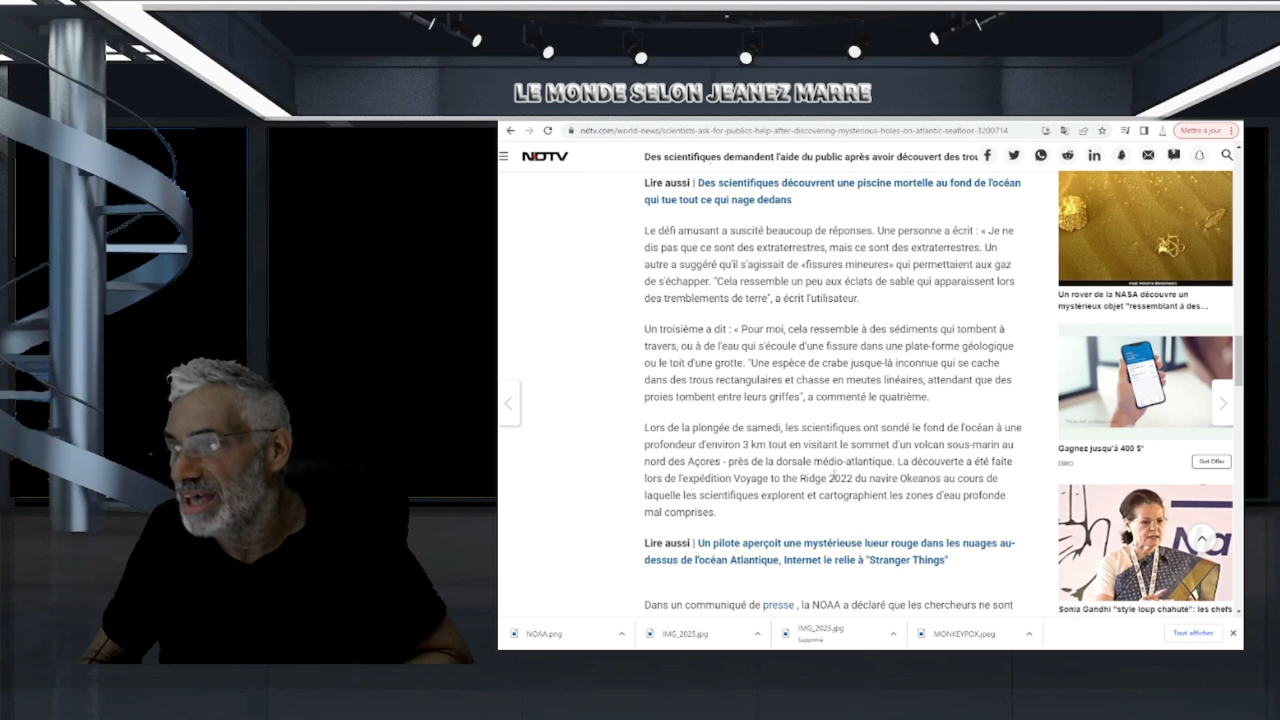 LE MONDE SELON JEANEZ MARRE
ndtv.com/world-news/scientists-ask-for-publics-help-after-discovering-mysterious-holes-on-atlantic-seafloor-3200714
Mettre à jour
NDTV
Des scientifiques demandent l'aide du public après avoir découvert des trou
Lire aussi | Des scientifiques découvrent une piscine mortelle au fond de l'océan
qui tue tout ce qui nage dedans
Le défi amusant a suscité beaucoup de réponses. Une personne a écrit : « Je ne
dis pas que ce sont des extraterrestres, mais ce sont des extraterrestres. Un
autre a suggéré qu'il s'agissait de «fissures mineures» qui permettaient aux gaz
de s'échapper. "Cela ressemble un peu aux éclats de sable qui apparaissent lors
des tremblements de terre", a écrit l'utilisateur.
Un troisième a dit : « Pour moi, cela ressemble à des sédiments qui tombent à
travers, ou à de l'eau qui s'écoule d'une fissure dans une plate-forme géologique
ou le toit d'une grotte. "Une espèce de crabe jusque-là inconnue qui se cache
dans des trous rectangulaires et chasse en meutes linéaires, attendant que des
proies tombent entre leurs griffes", a commenté le quatrième.
Lors de la plongée de samedi, les scientifiques ont sondé le fond de l'océan à une
profondeur d'environ 3 km tout en visitant le sommet d'un volcan sous-marin au
nord des Açores - près de la dorsale médio-atlantique. La découverte a été faite
lors de l'expédition Voyage to the Ridge 2022 du navire Okeanos au cours de
laquelle les scientifiques explorent et cartographient les zones d'eau profonde
mal comprises.
Lire aussi | Un pilote aperçoit une mystérieuse lueur rouge dans les nuages au-
dessus de l'océan Atlantique, Internet le relie à "Stranger Things"
Dans un communiqué de presse , la NOAA a déclaré que les chercheurs ne sont
Un rover de la NASA découvre un
mystérieux objet "ressemblant à des...
Gagnez jusqu'à 400 $*
BMO
Get Offer
Na
Sonia Gandhi "style loup chahuté": les chefs
NOAA.png
IMG_2025.jpg
IMG_2025.jpg
Supprimé
MONKEYPOX.jpeg
Tout afficher